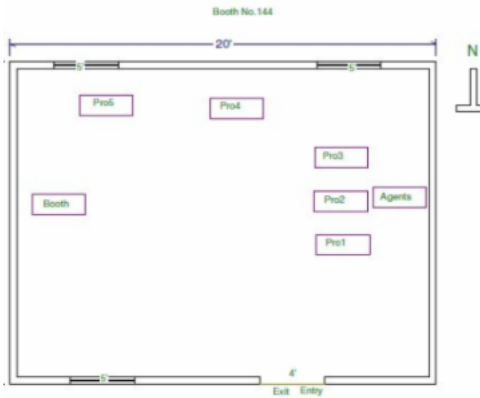 Booth No.144
20'
N
5'
5'
Pro5
Pro4
Pro3
Booth
Pro2
Agents
Pro1
5'
4'
Exit Entry